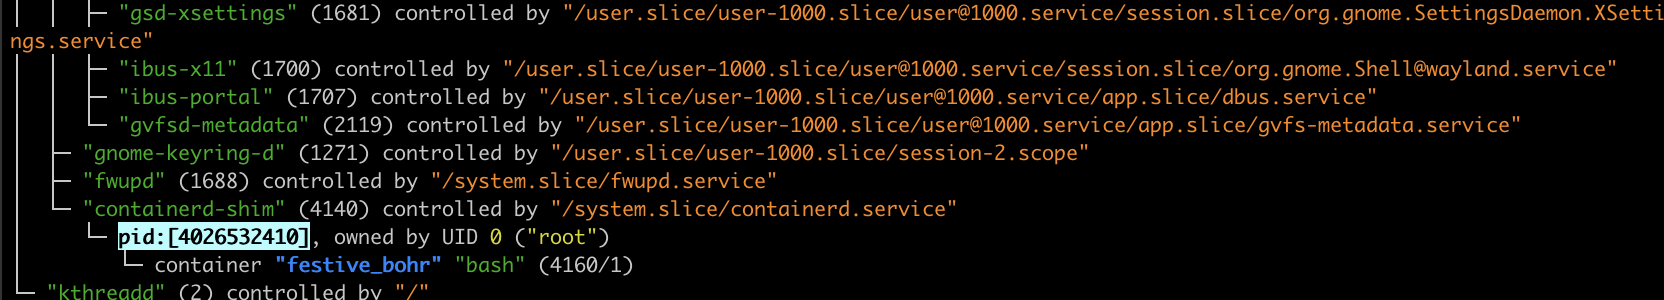 "gsd-xsettings" (1681) controlled by "/user.slice/user-1000.slice/user@1000.service/session.slice/org.gnome.SettingsDaemon.XSetti
ngs.service"
"ibus-x11" (1700) controlled by "/user.slice/user-1000.slice/user@1000.service/session.slice/org.gnome.Shell@wayland.service"
"ibus-portal" (1707) controlled by "/user.slice/user-1000.slice/user@1000.service/app.slice/dbus.service"
"gvfsd-metadata" (2119) controlled by "/user.slice/user-1000.slice/user@1000.service/app.slice/gvfs-metadata.service"
"gnome-keyring-d" (1271) controlled by "/user.slice/user-1000.slice/session-2.scope"
"fwupd" (1688) controlled by "/system.slice/fwupd.service"
"containerd-shim" (4140) controlled by "/system.slice/containerd.service"
pid:[4026532410], owned by UID 0 ("root")
container "festive_bohr" "bash" (4160/1)
"kthreadd" (2) controlled by "/"